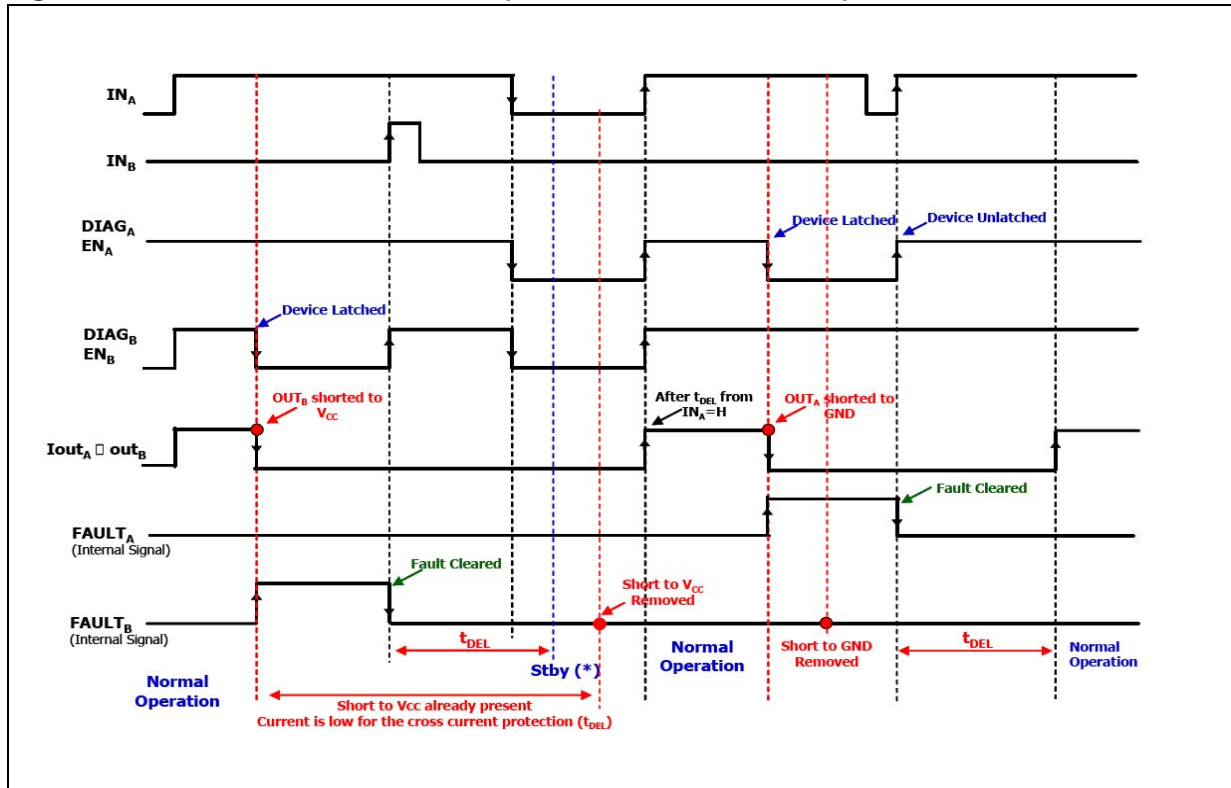 IN_A
IN_B
DIAG_A
EN_A
Device Latched
Device Unlatched
DIAG_B
EN_B
Device Latched
OUT_B shorted to
V_CC
After t_DEL from
IN_A=H
OUT_A shorted to
GND
Iout_A □ out_B
FAULT_A
(Internal Signal)
Fault Cleared
FAULT_B
(Internal Signal)
Fault Cleared
Short to V_CC
Removed
t_DEL
Stby (*)
Normal
Operation
Short to GND
Removed
t_DEL
Normal
Operation
Normal
Operation
Short to Vcc already present
Current is low for the cross current protection (t_DEL)